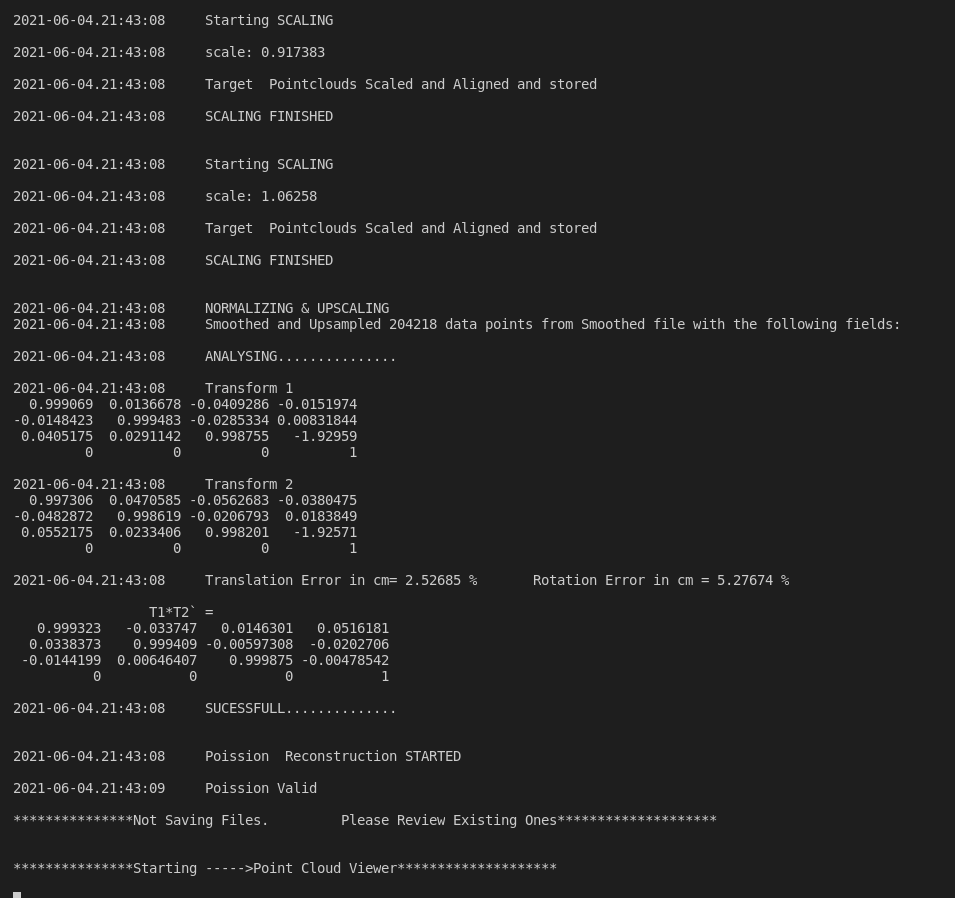 2021-06-04.21:43:08     Starting SCALING
2021-06-04.21:43:08     scale: 0.917383
2021-06-04.21:43:08     Target  Pointclouds Scaled and Aligned and stored
2021-06-04.21:43:08     SCALING FINISHED
2021-06-04.21:43:08     Starting SCALING
2021-06-04.21:43:08     scale: 1.06258
2021-06-04.21:43:08     Target  Pointclouds Scaled and Aligned and stored
2021-06-04.21:43:08     SCALING FINISHED
2021-06-04.21:43:08     NORMALIZING & UPSCALING
2021-06-04.21:43:08     Smoothed and Upsampled 204218 data points from Smoothed file with the following fields:
2021-06-04.21:43:08     ANALYSING...............
2021-06-04.21:43:08     Transform 1
  0.999069  0.0136678 -0.0409286 -0.0151974
-0.0148423   0.999483 -0.0285334 0.00831844
 0.0405175  0.0291142   0.998755   -1.92959
         0          0          0          1
2021-06-04.21:43:08     Transform 2
  0.997306  0.0470585 -0.0562683 -0.0380475
-0.0482872   0.998619 -0.0206793  0.0183849
 0.0552175  0.0233406   0.998201   -1.92571
         0          0          0          1
2021-06-04.21:43:08     Translation Error in cm= 2.52685 %       Rotation Error in cm = 5.27674 %
                 T1*T2` =
   0.999323   -0.033747   0.0146301   0.0516181
  0.0338373    0.999409 -0.00597308  -0.0202706
 -0.0144199  0.00646407    0.999875 -0.00478542
          0           0           0           1
2021-06-04.21:43:08     SUCESSFULL..............
2021-06-04.21:43:08     Poission  Reconstruction STARTED
2021-06-04.21:43:09     Poission Valid
***************Not Saving Files.         Please Review Existing Ones********************
***************Starting ----->Point Cloud Viewer********************